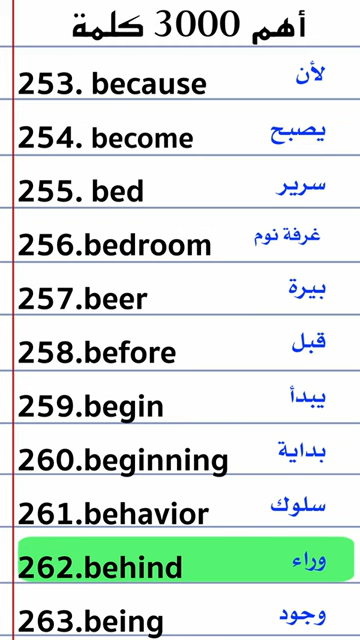 أهم 3000 كلمة
253. because لأن
254. become يصبح
255. bed سرير
256.bedroom غرفة نوم
257.beer بيرة
258.before قبل
259.begin يبدأ
260.beginning بداية
261.behavior سلوك
262.behind وراء
263.being وجود